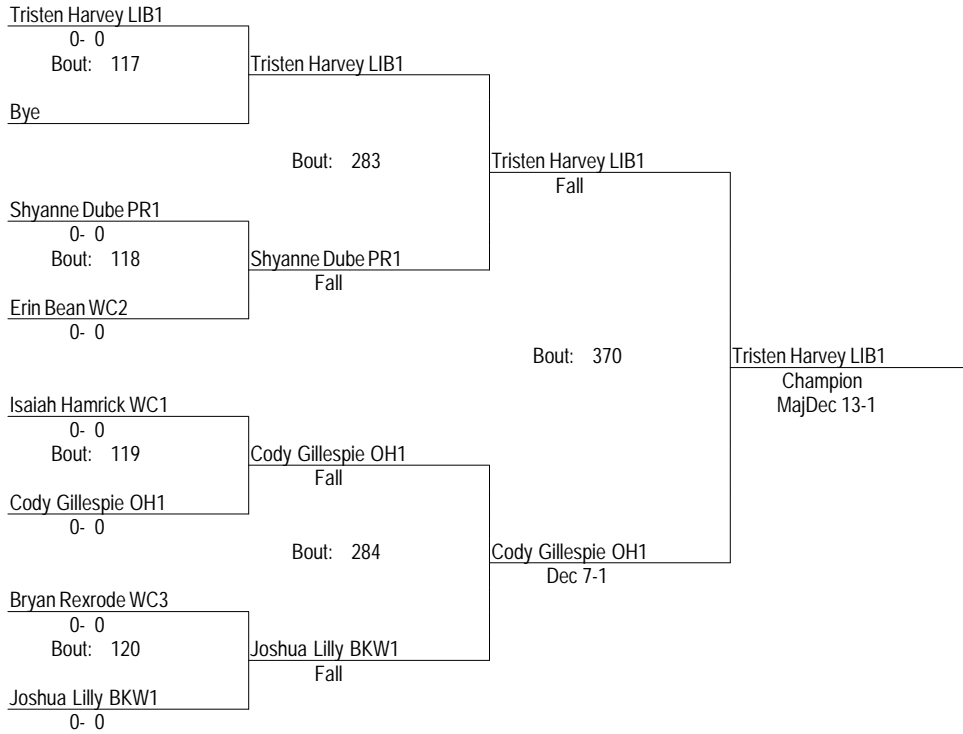 Tristen Harvey LIB1
0- 0
Bout: 117
Tristen Harvey LIB1
Bye
Bout: 283
Tristen Harvey LIB1
Fall
Shyanne Dube PR1
0- 0
Bout: 118
Shyanne Dube PR1
Fall
Erin Bean WC2
0- 0
Bout: 370
Tristen Harvey LIB1
Champion
MajDec 13-1
Isaiah Hamrick WC1
0- 0
Bout: 119
Cody Gillespie OH1
Fall
Cody Gillespie OH1
0- 0
Bout: 284
Cody Gillespie OH1
Dec 7-1
Bryan Rexrode WC3
0- 0
Bout: 120
Joshua Lilly BKW1
Fall
Joshua Lilly BKW1
0- 0